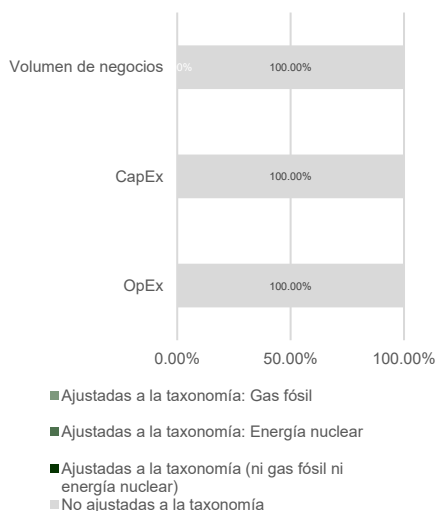 Volumen de negocios 0% 100.00%
CapEx 100.00%
OpEx 100.00%
0.00% 50.00% 100.00%
Ajustadas a la taxonomía: Gas fósil
Ajustadas a la taxonomía: Energía nuclear
Ajustadas a la taxonomía (ni gas fósil ni
energía nuclear)
No ajustadas a la taxonomía